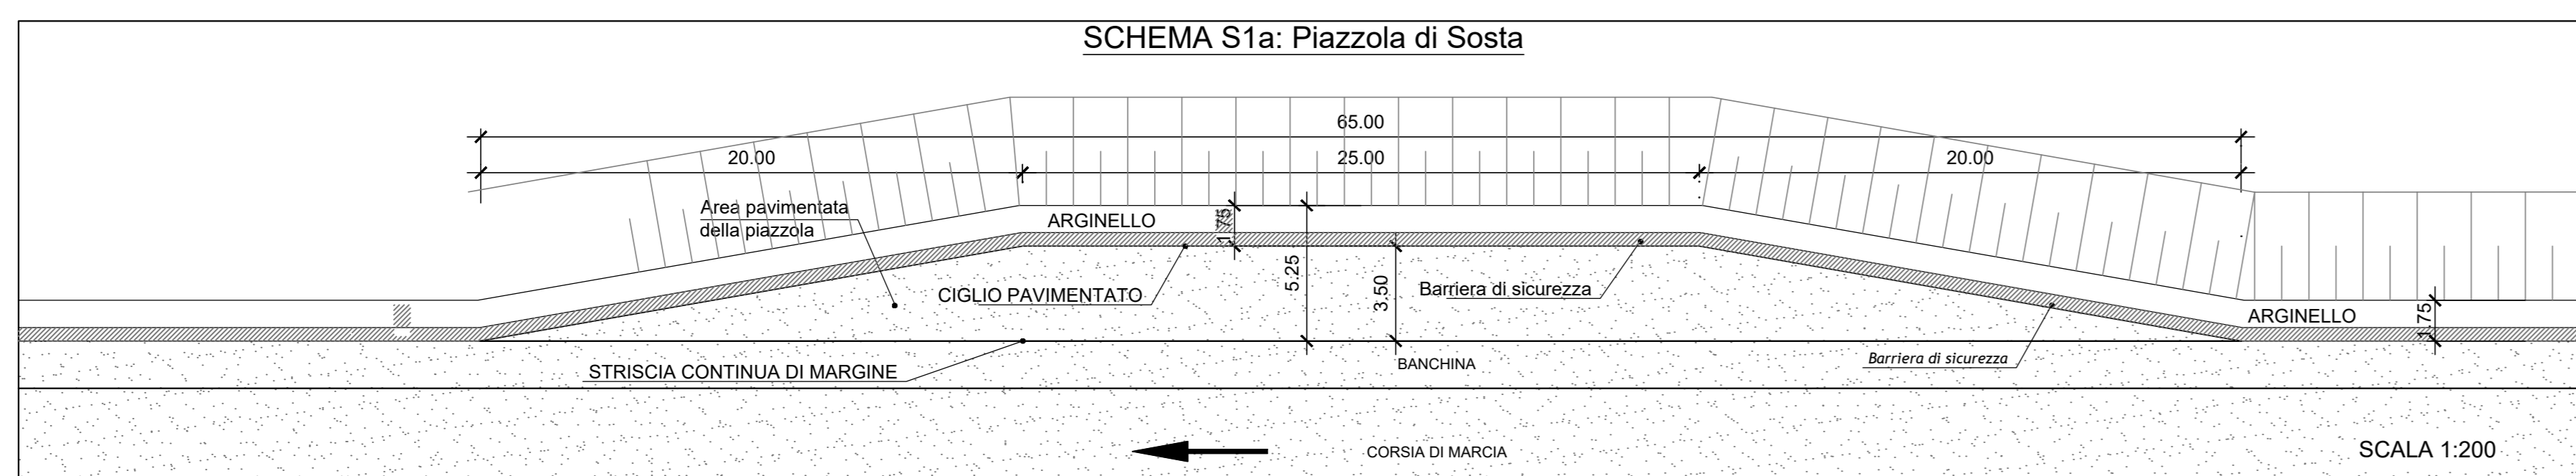 SCHEMA S1a: Piazzola di Sosta
65.00
20.00
25.00
20.00
Area pavimentata
della piazzola
ARGINELLO
1.75
5.25
3.50
CIGLIO PAVIMENTATO
Barriera di sicurezza
ARGINELLO
1.75
STRISCIA CONTINUA DI MARGINE
BANCHINA
Barriera di sicurezza
CORSIA DI MARCIA
SCALA 1:200